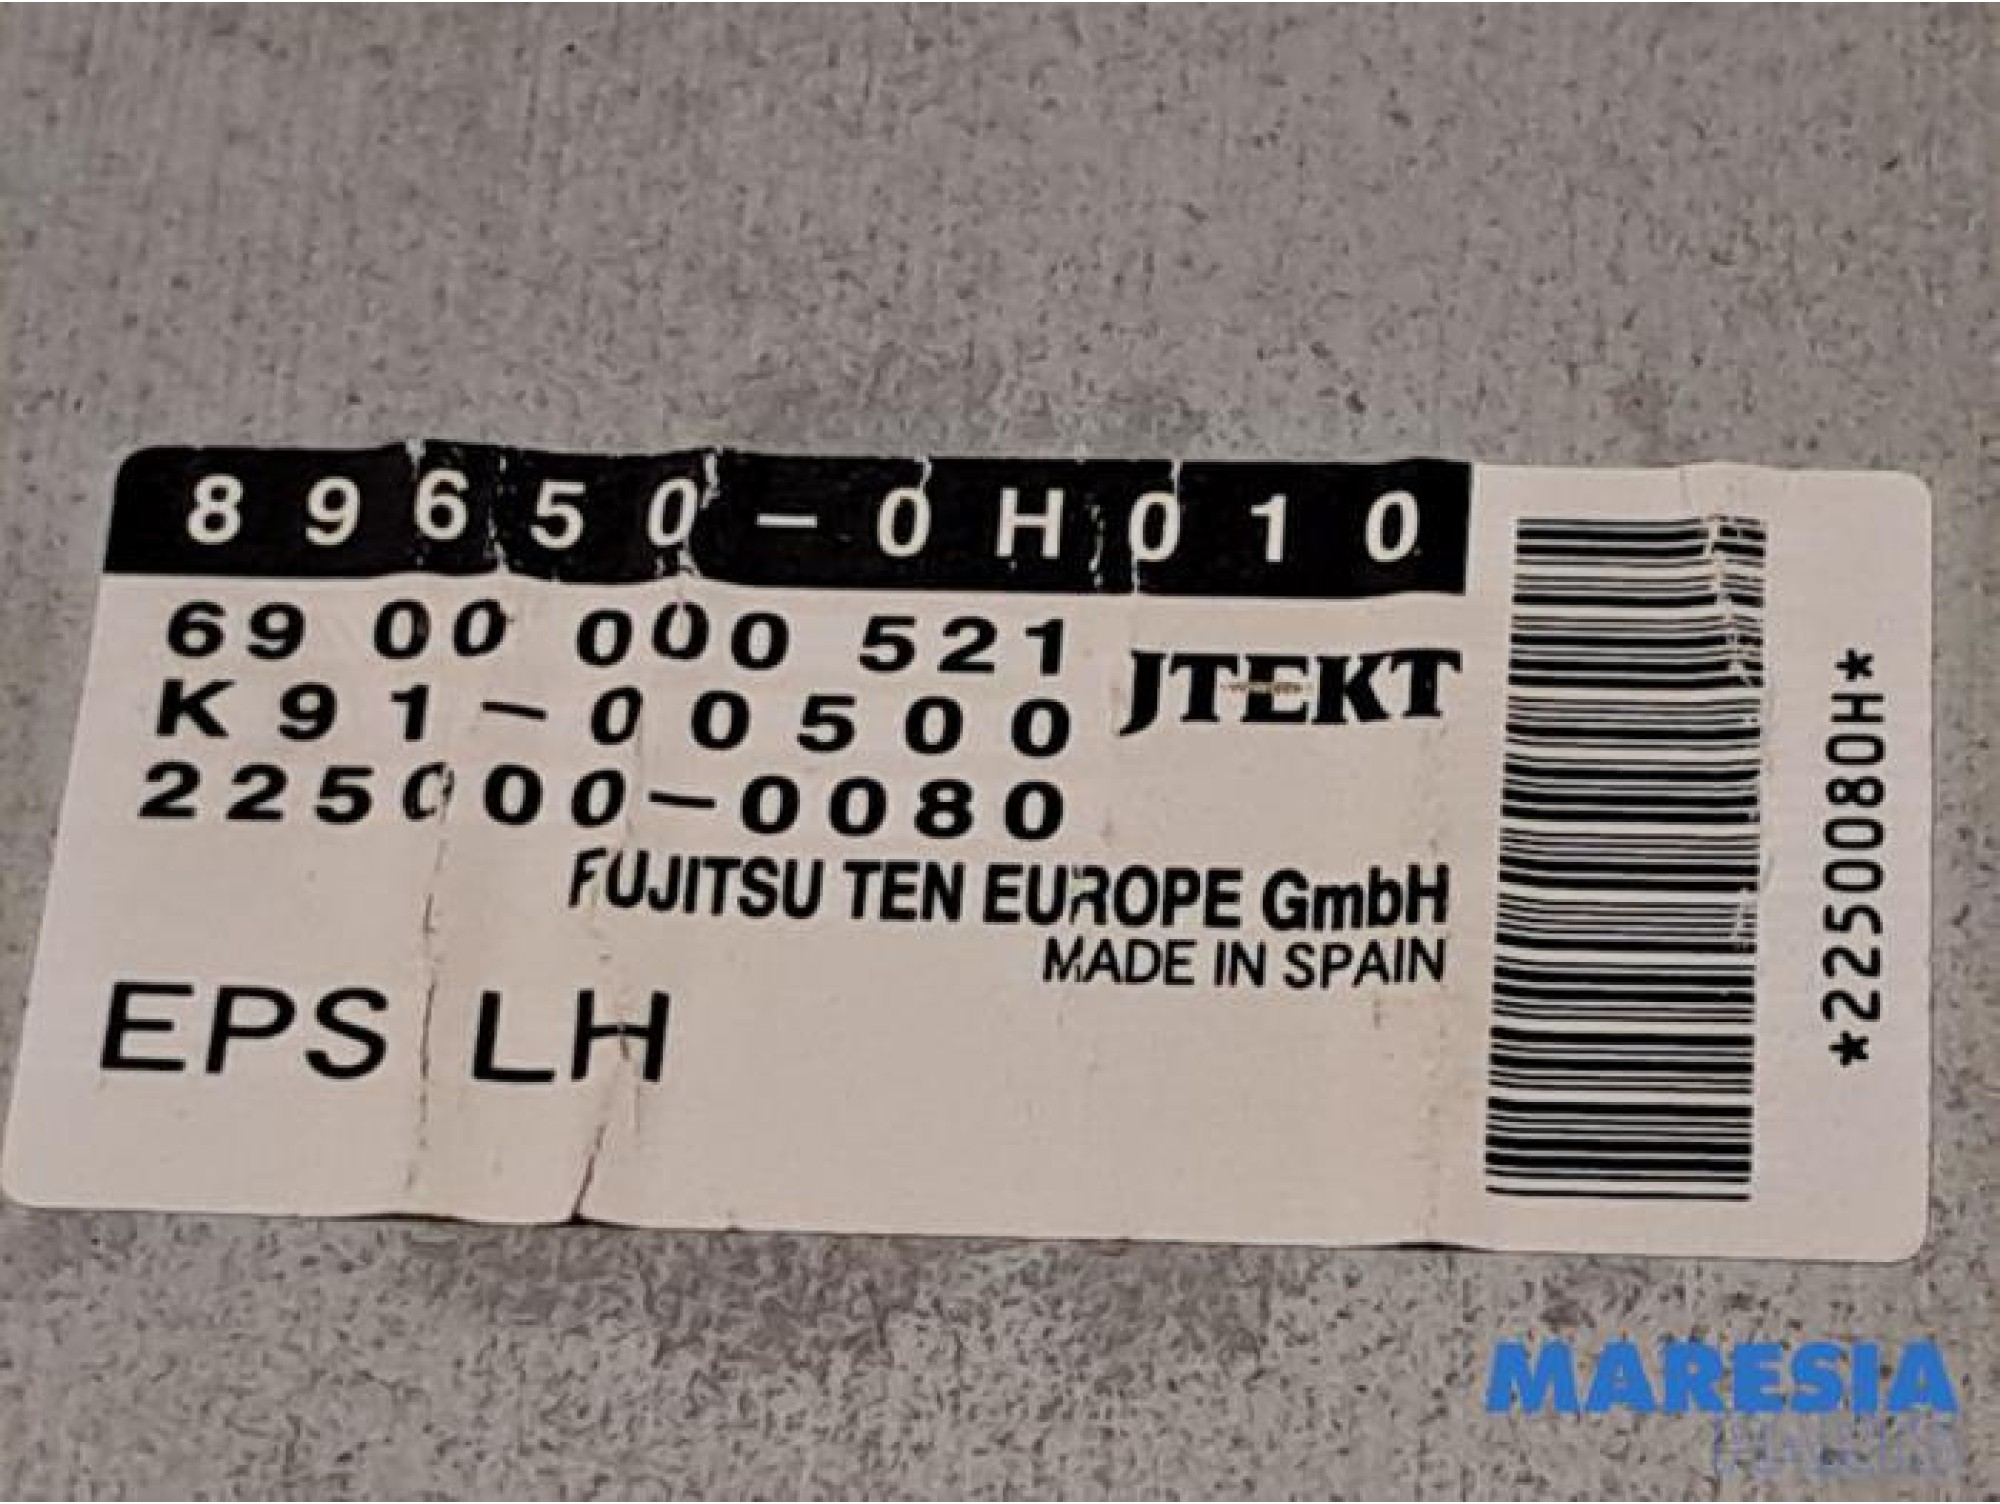 89650-0H010
69 00 000 521
K91-00500
JTEKT
225000-0080
FUJITSU TEN EUROPE GmbH
MADE IN SPAIN
EPS LH
*2250080H*
MARESIA